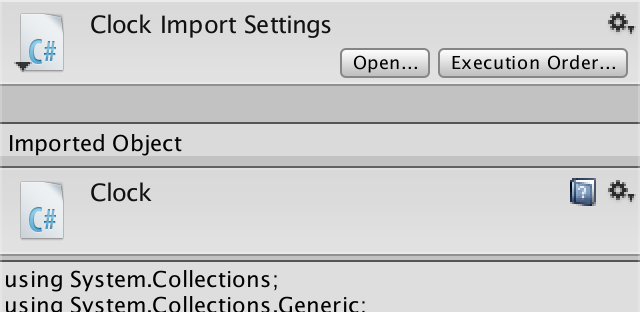 C#
Clock Import Settings
Open...
Execution Order...
Imported Object
C#
Clock
?
using System.Collections;
using System.Collections.Generic;